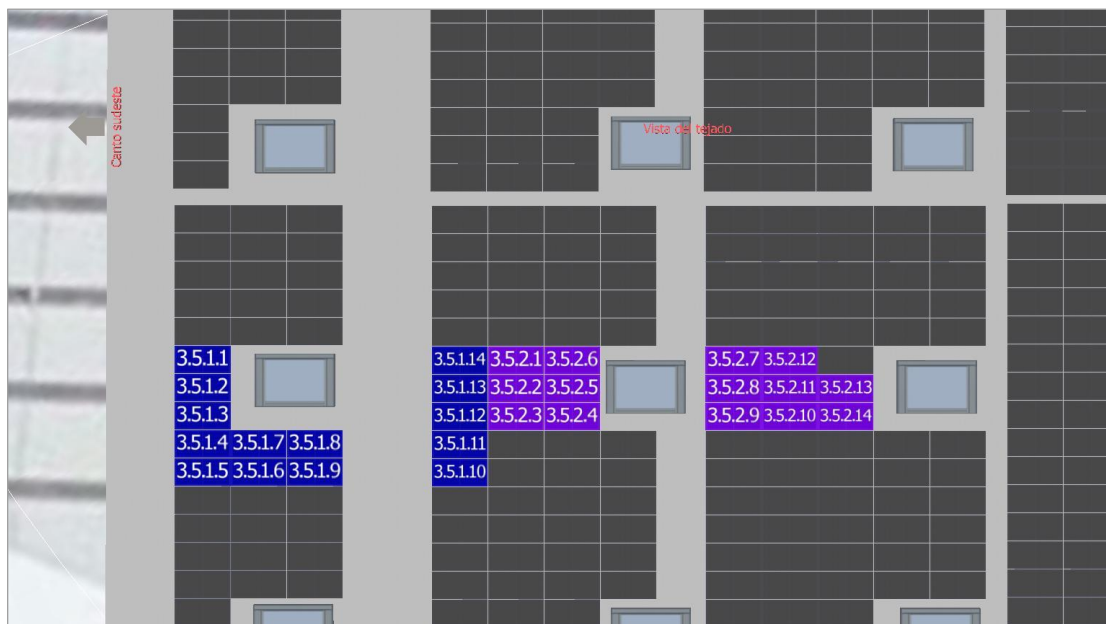 Canto sudeste
Vista del tejado
3.5.1.1 3.5.1.14 3.5.2.1 3.5.2.6 3.5.2.7 3.5.2.12
3.5.1.2 3.5.1.13 3.5.2.2 3.5.2.5 3.5.2.8 3.5.2.11 3.5.2.13
3.5.1.3 3.5.1.12 3.5.2.3 3.5.2.4 3.5.2.9 3.5.2.10 3.5.2.14
3.5.1.4 3.5.1.7 3.5.1.8 3.5.1.11
3.5.1.5 3.5.1.6 3.5.1.9 3.5.1.10